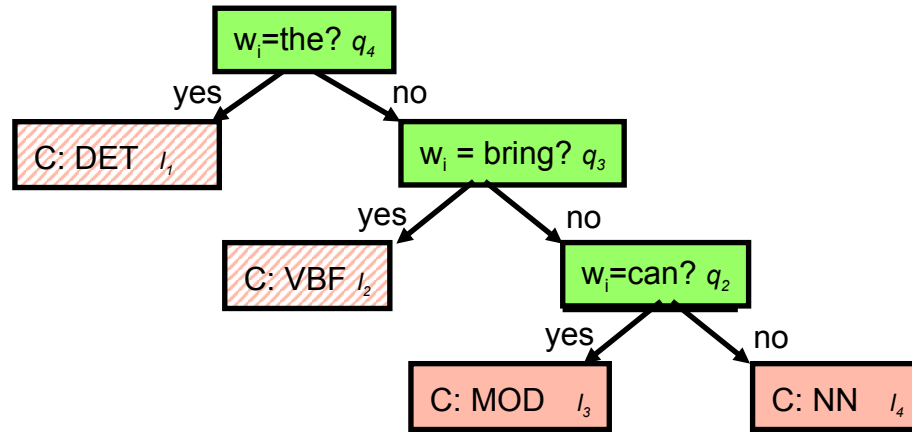 wᵢ=the? q₄
yes
no
C: DET l₁
wᵢ = bring? q₃
yes
no
C: VBF l₂
wᵢ=can? q₂
yes
no
C: MOD l₃
C: NN l₄